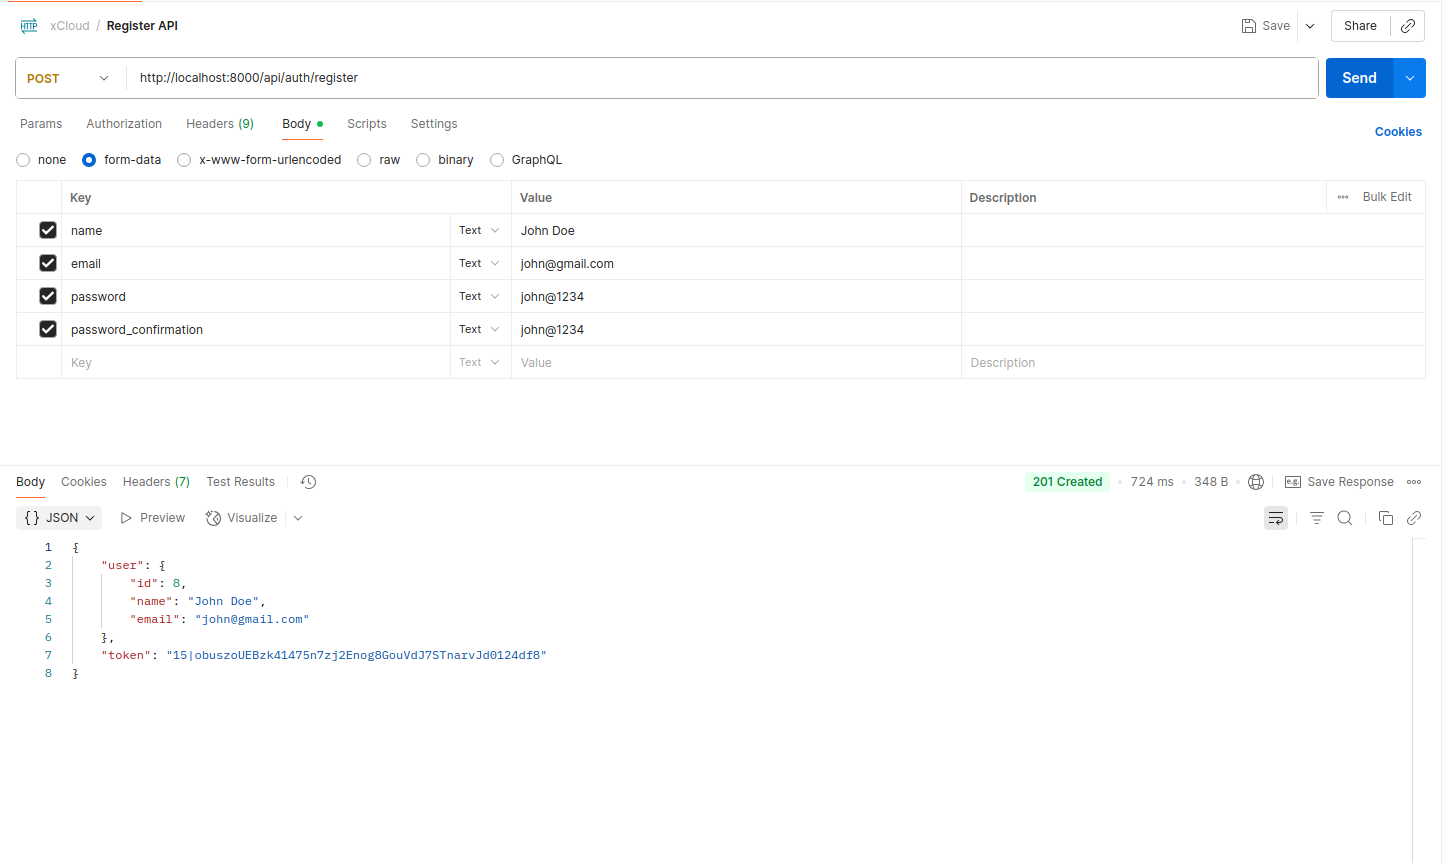 HTTP xCloud / Register API Save Share
POST http://localhost:8000/api/auth/register Send
Params Authorization Headers (9) Body Scripts Settings Cookies
none form-data x-www-form-urlencoded raw binary GraphQL
Key Value Description Bulk Edit
name Text John Doe
email Text john@gmail.com
password Text john@1234
password_confirmation Text john@1234
Key Text Value Description
Body Cookies Headers (7) Test Results 201 Created 724 ms 348 B e.g. Save Response
{} JSON Preview Visualize
1 {
2 "user": {
3 "id": 8,
4 "name": "John Doe",
5 "email": "john@gmail.com"
6 },
7 "token": "15|obuszoUEBzk41475n7zj2Enog8GouVdJ7STnarvJd0124df8"
8 }